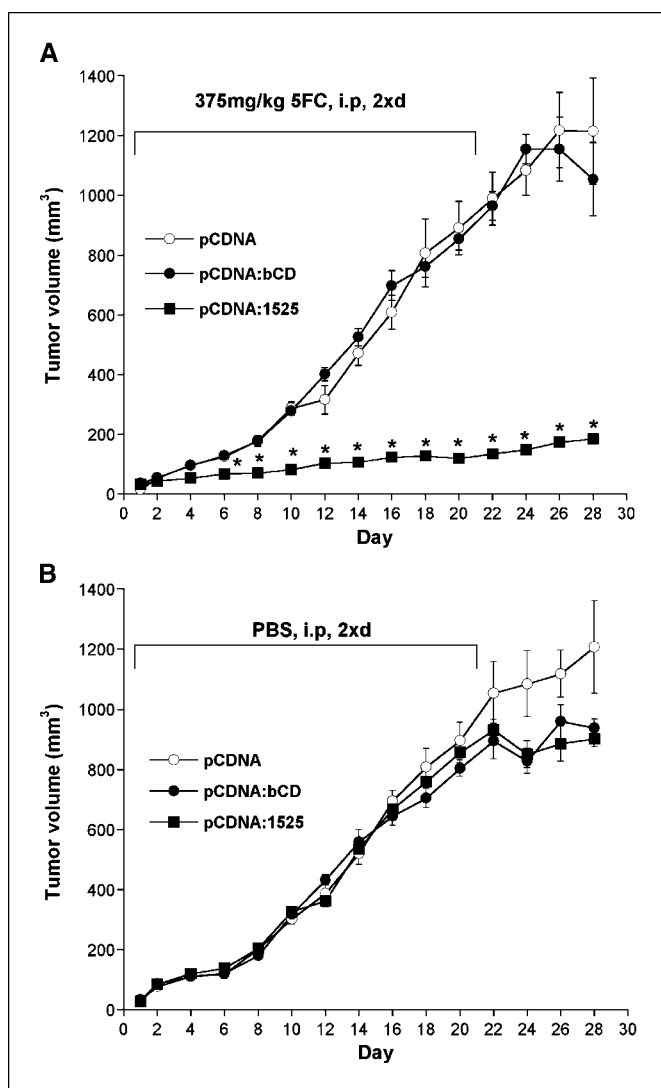 A
1400
1200
1000
800
600
400
200
0
Tumor volume (mm³)
375mg/kg 5FC, i.p, 2xd
pCDNA
pCDNA:bCD
pCDNA:1525
* * * * * * * * * * * *
0 2 4 6 8 10 12 14 16 18 20 22 24 26 28 30
Day
B
1400
1200
1000
800
600
400
200
0
Tumor volume (mm³)
PBS, i.p, 2xd
pCDNA
pCDNA:bCD
pCDNA:1525
0 2 4 6 8 10 12 14 16 18 20 22 24 26 28 30
Day